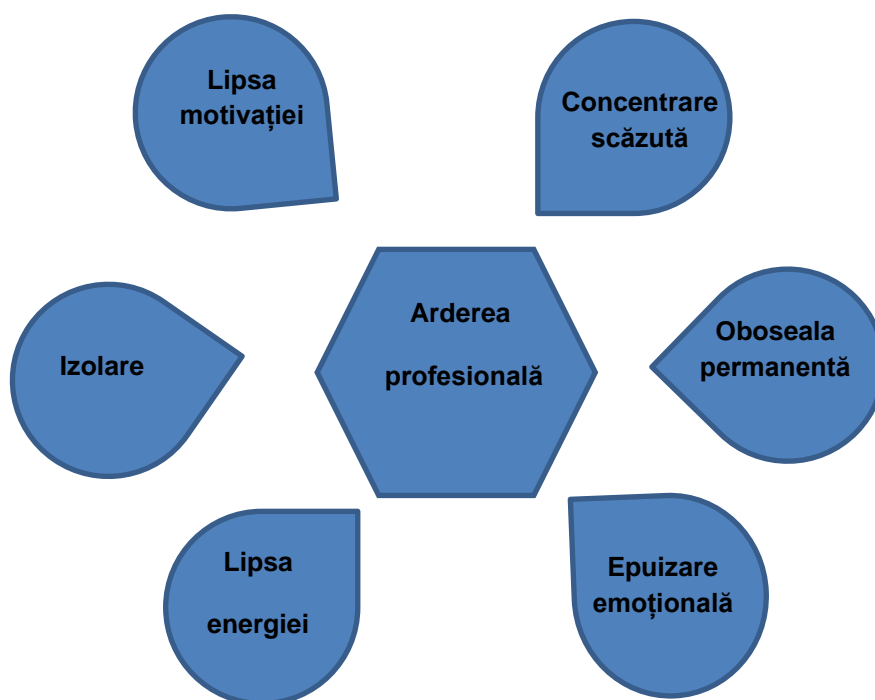 Lipsa
motivației
Concentrare
scăzută
Arderea
profesională
Izolare
Oboseala
permanentă
Lipsa
energiei
Epuizare
emoțională